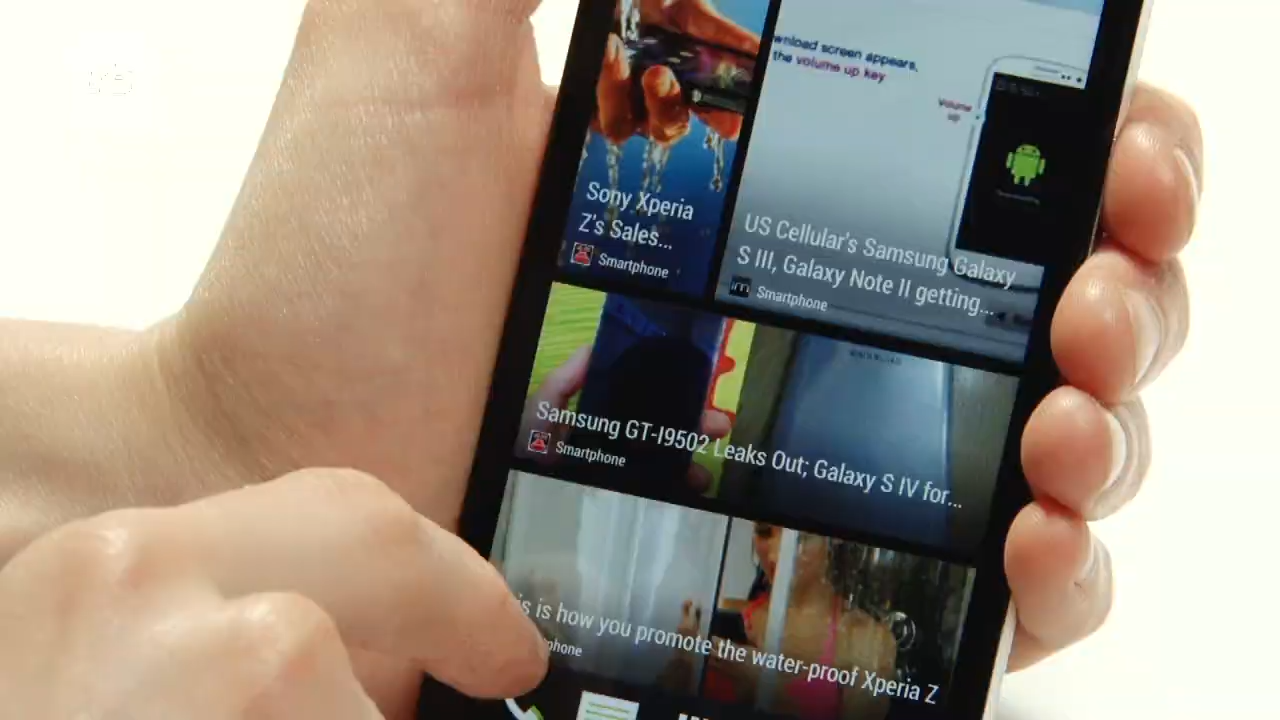 wnload screen appears,
the volume up key
Volume
up
Sony Xperia
Z's Sales...
Smartphone
US Cellular's Samsung Galaxy
S III, Galaxy Note II getting...
Smartphone
SAMSUNG
Samsung GT-I9502 Leaks Out; Galaxy S IV for...
Smartphone
is is how you promote the water-proof Xperia Z
phone